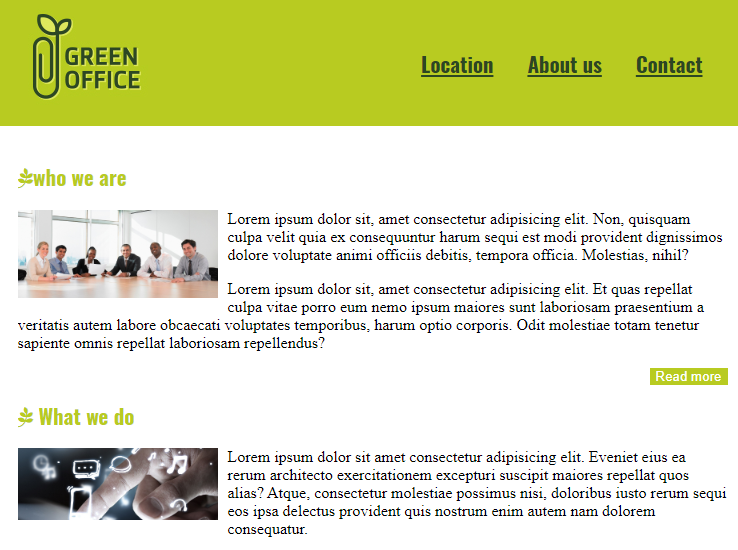 GREEN
OFFICE
Location About us Contact
who we are
Lorem ipsum dolor sit, amet consectetur adipisicing elit. Non, quisquam
culpa velit quia ex consequuntur harum sequi est modi provident dignissimos
dolore voluptate animi officiis debitis, tempora officia. Molestias, nihil?
Lorem ipsum dolor sit, amet consectetur adipisicing elit. Et quas repellat
culpa vitae porro eum nemo ipsum maiores sunt laboriosam praesentium a
veritatis autem labore obcaecati voluptates temporibus, harum optio corporis. Odit molestiae totam tenetur
sapiente omnis repellat laboriosam repellendus?
Read more
What we do
Lorem ipsum dolor sit amet consectetur adipisicing elit. Eveniet eius ea
rerum architecto exercitationem excepturi suscipit maiores repellat quos
alias? Atque, consectetur molestiae possimus nisi, doloribus iusto rerum sequi
eos ipsa delectus provident quis nostrum enim autem nam dolorem
consequatur.